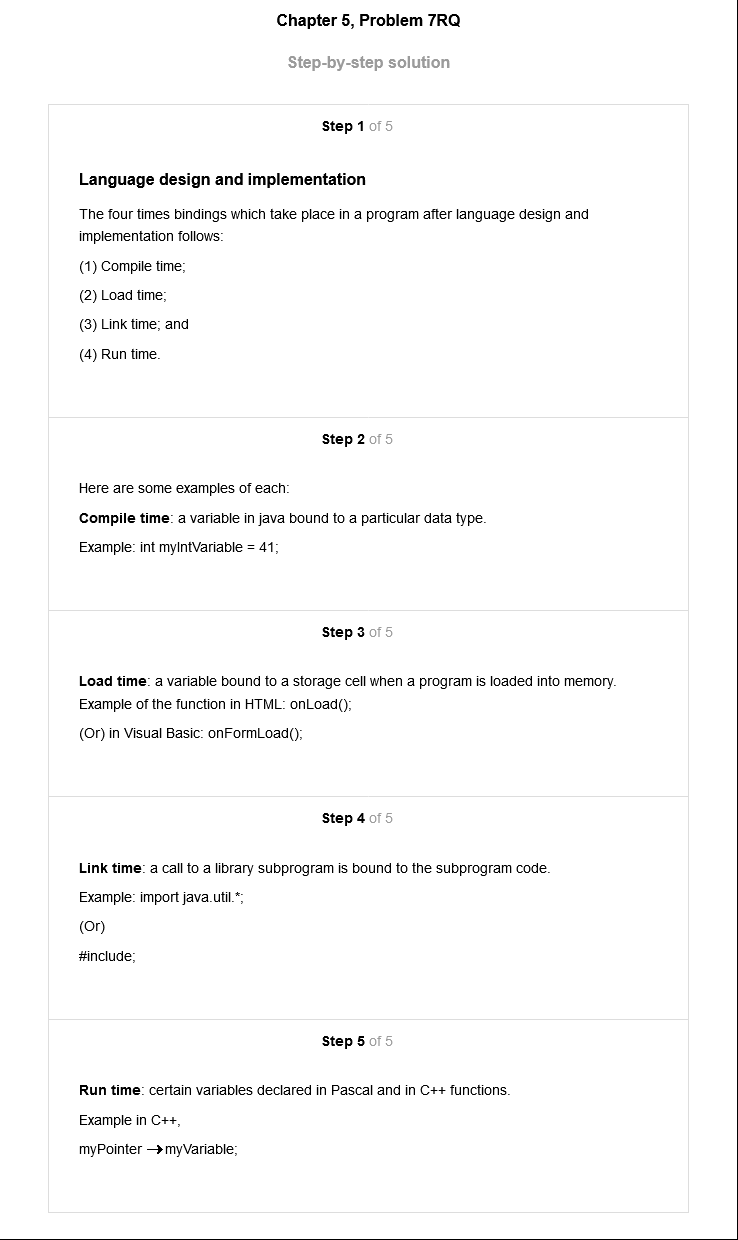 Chapter 5, Problem 7RQ
Step-by-step solution
Step 1 of 5
Language design and implementation
The four times bindings which take place in a program after language design and
implementation follows:
(1) Compile time;
(2) Load time;
(3) Link time; and
(4) Run time.
Step 2 of 5
Here are some examples of each:
Compile time: a variable in java bound to a particular data type.
Example: int myIntVariable = 41;
Step 3 of 5
Load time: a variable bound to a storage cell when a program is loaded into memory.
Example of the function in HTML: onLoad();
(Or) in Visual Basic: onFormLoad();
Step 4 of 5
Link time: a call to a library subprogram is bound to the subprogram code.
Example: import java.util.*;
(Or)
#include;
Step 5 of 5
Run time: certain variables declared in Pascal and in C++ functions.
Example in C++,
myPointer →myVariable;